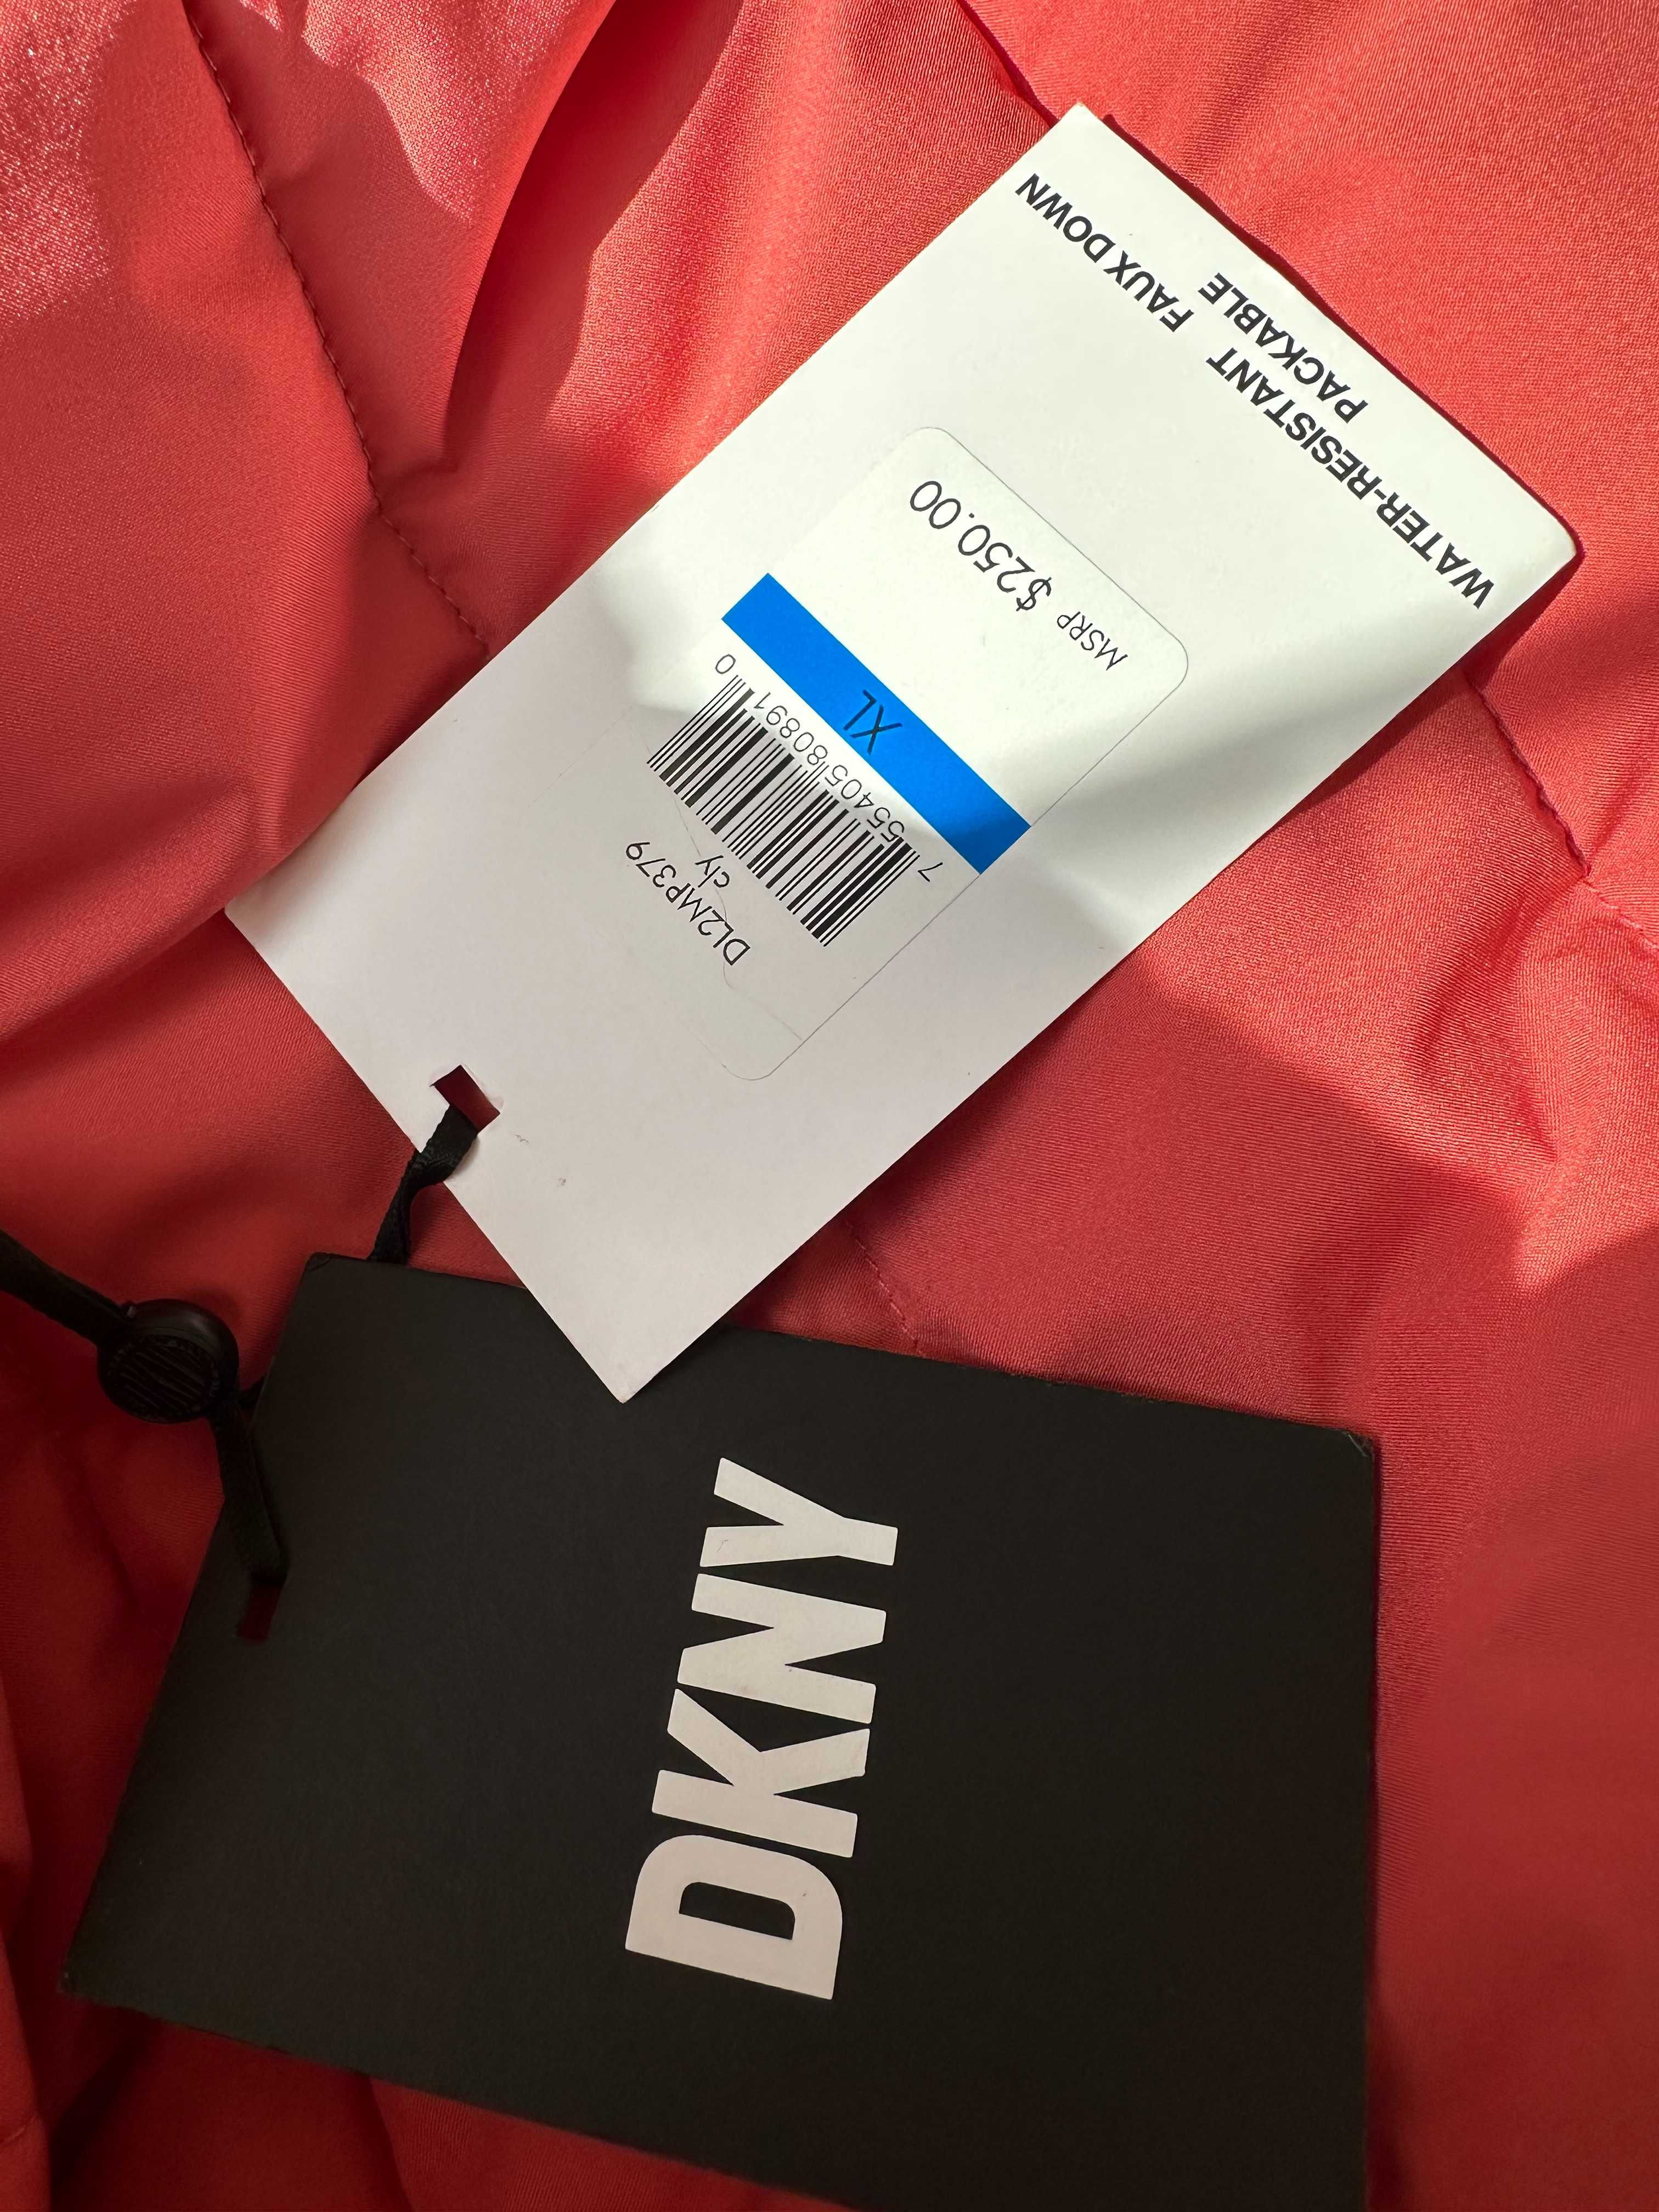 DL2MP379
cly
7 55405 80891 0
XL
MSRP $250.00
WATER-RESISTANT FAUX DOWN
PACKABLE
DKNY